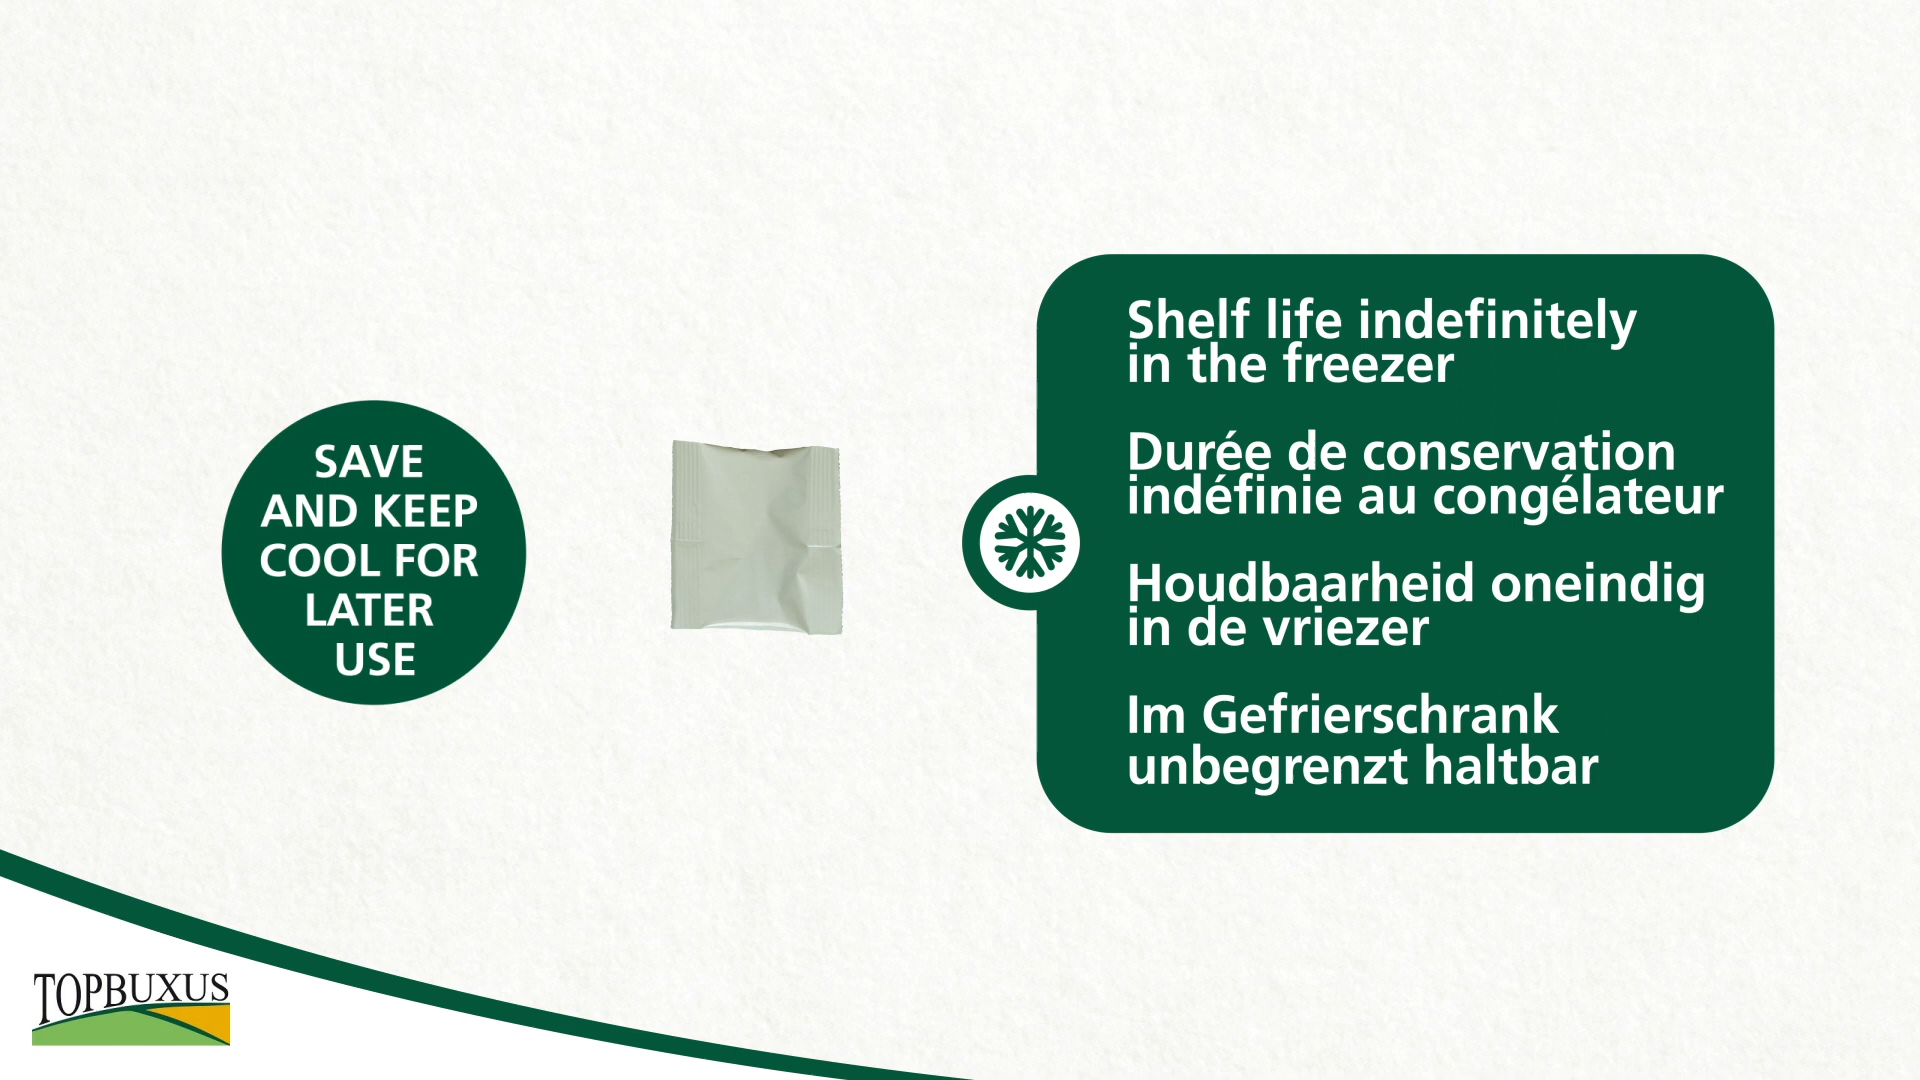 SAVE
AND KEEP
COOL FOR
LATER
USE
Shelf life indefinitely
in the freezer
Durée de conservation
indéfinie au congélateur
Houdbaarheid oneindig
in de vriezer
Im Gefrierschrank
unbegrenzt haltbar
TOPBUXUS